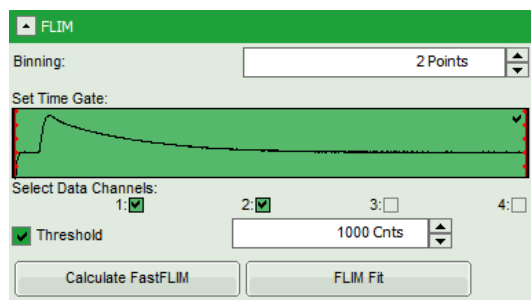 FLIM
Binning: 2 Points
Set Time Gate:
Select Data Channels:
1: 2: 3: 4:
Threshold 1000 Cnts
Calculate FastFLIM FLIM Fit